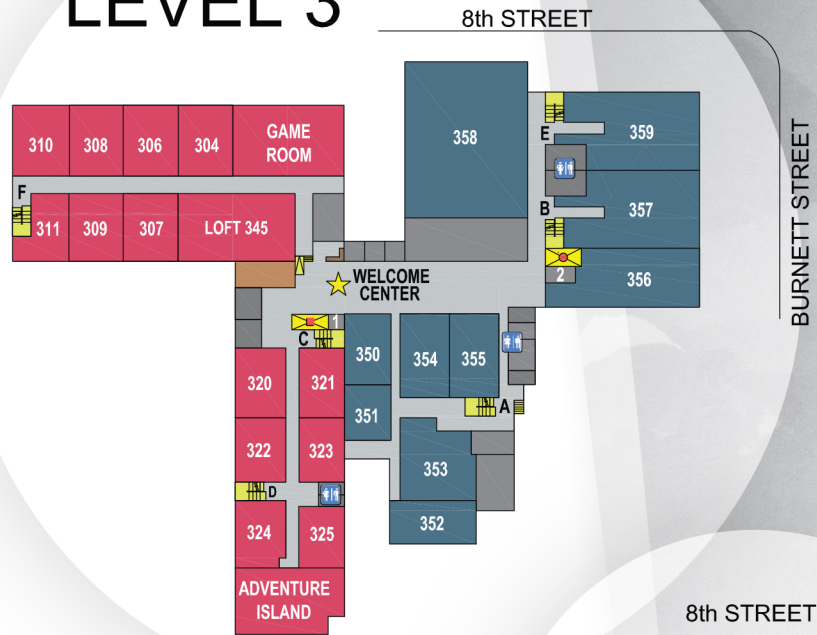 LEVEL 3
8th STREET
BURNETT STREET
310
308
306
304
GAME
ROOM
358
E
359
F
311
309
307
LOFT 345
B
357
WELCOME
CENTER
2
356
1
C
350
354
355
320
321
351
A
322
323
353
D
324
325
352
ADVENTURE
ISLAND
8th STREET